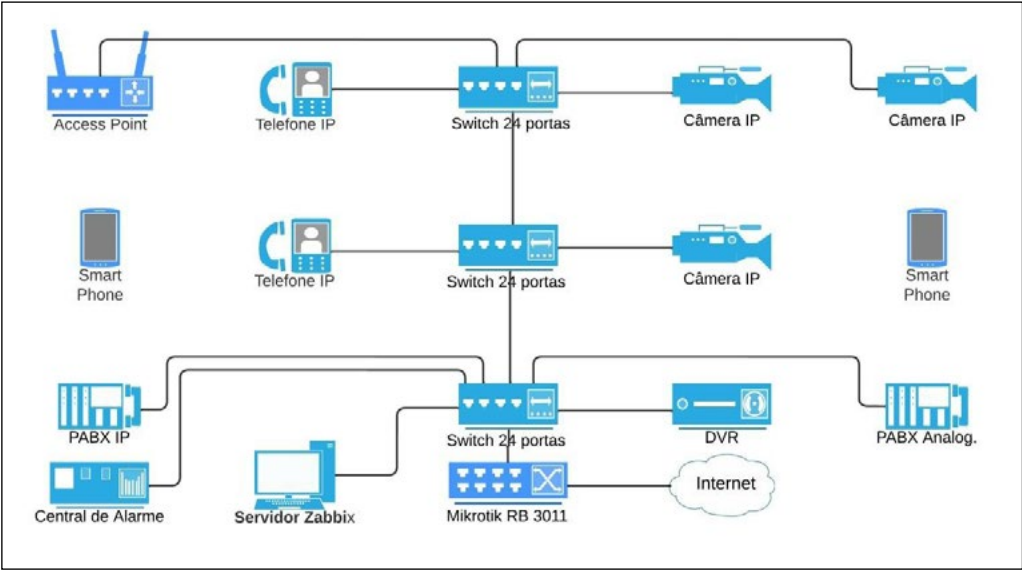 Access Point
Telefone IP
Switch 24 portas
Câmera IP
Câmera IP
Smart
Phone
Telefone IP
Switch 24 portas
Câmera IP
Smart
Phone
PABX IP
Switch 24 portas
DVR
PABX Analog.
Central de Alarme
Servidor Zabbix
Mikrotik RB 3011
Internet